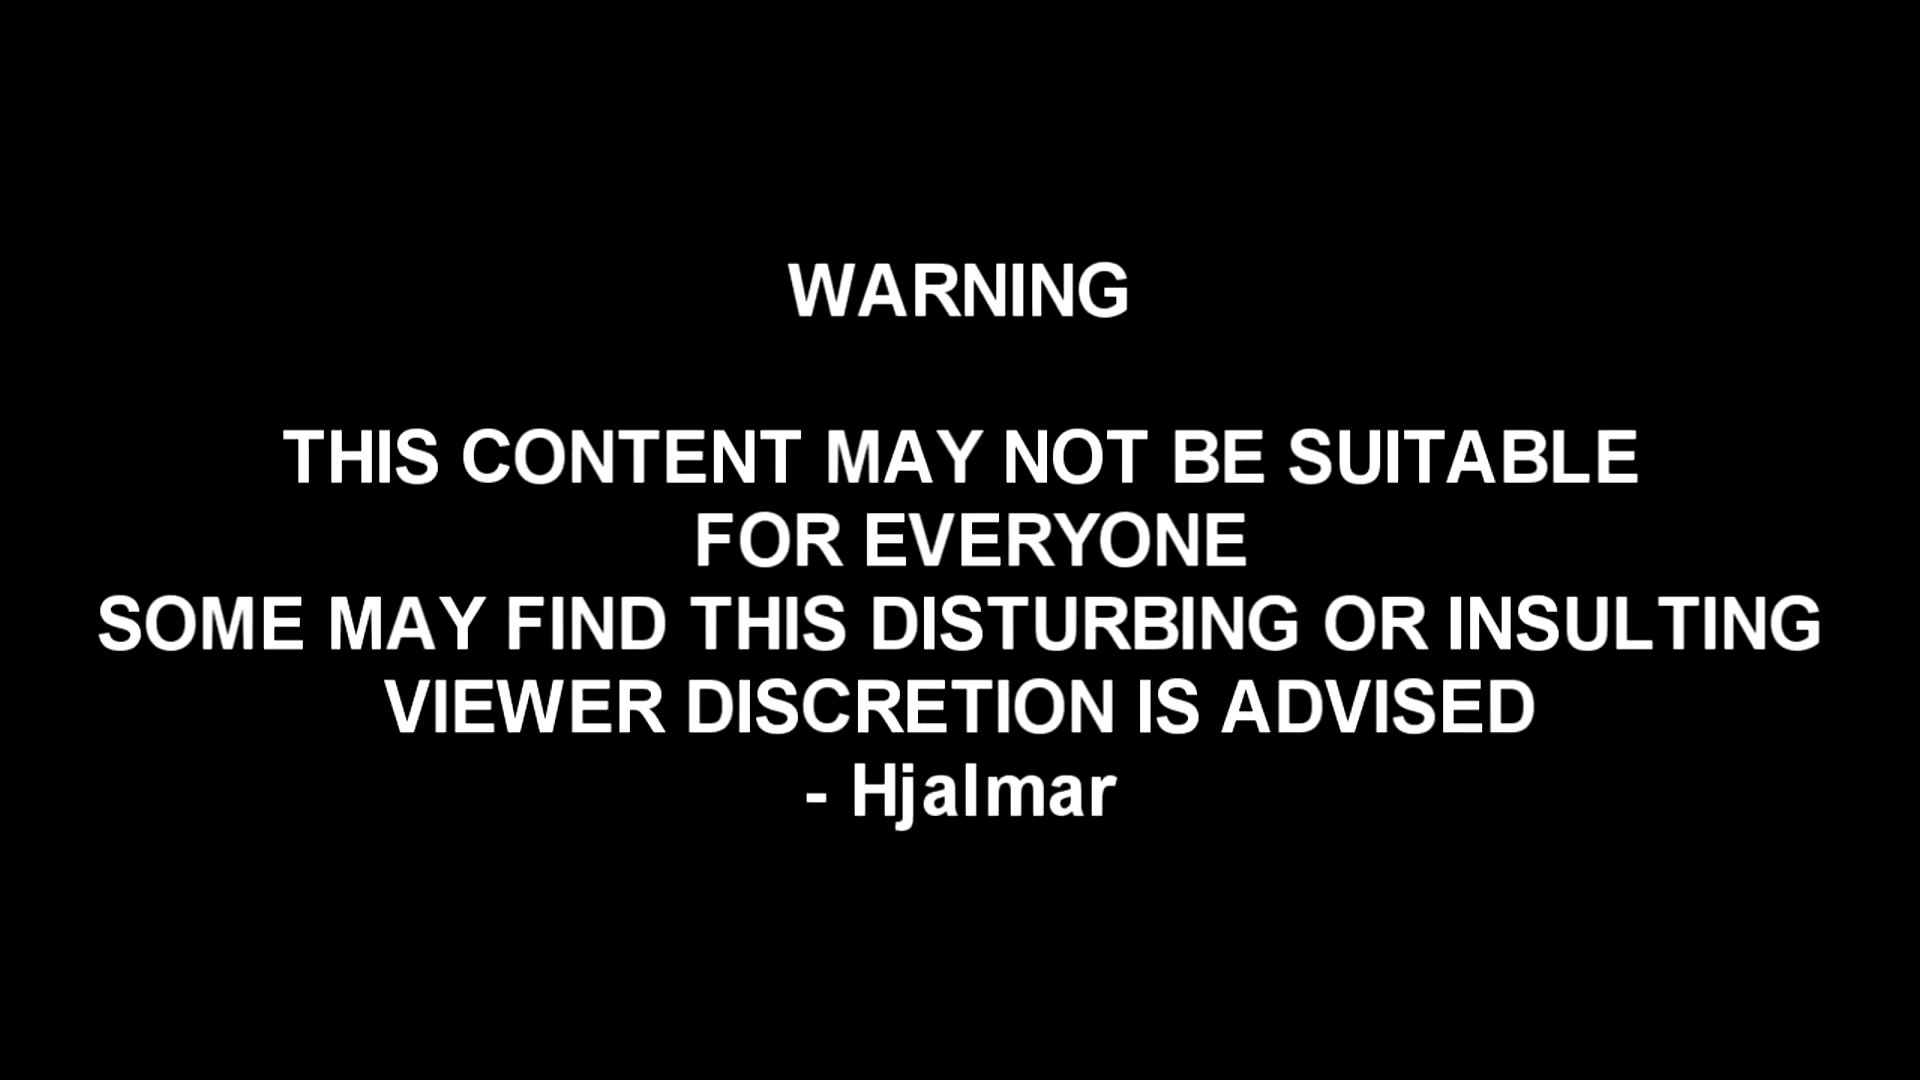 WARNING
THIS CONTENT MAY NOT BE SUITABLE
FOR EVERYONE
SOME MAY FIND THIS DISTURBING OR INSULTING
VIEWER DISCRETION IS ADVISED
- Hjalmar